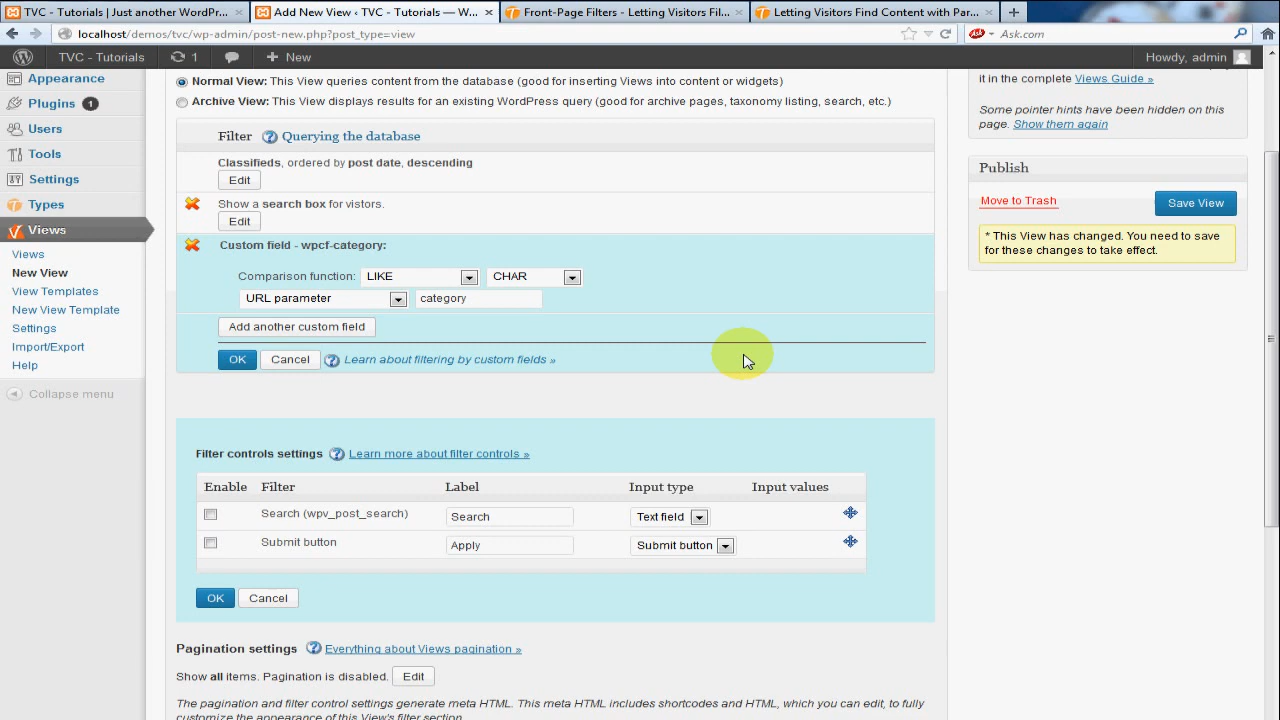 TVC - Tutorials | Just another WordPr...
Add New View ‹ TVC - Tutorials — W...
Front-Page Filters - Letting Visitors Fil...
Letting Visitors Find Content with Par...
localhost/demos/tvc/wp-admin/post-new.php?post_type=view
Ask.com
TVC - Tutorials
1
New
Howdy, admin
Appearance
Plugins 1
Users
Tools
Settings
Types
Views
Views
New View
View Templates
New View Template
Settings
Import/Export
Help
Collapse menu
Normal View: This View queries content from the database (good for inserting Views into content or widgets)
Archive View: This View displays results for an existing WordPress query (good for archive pages, taxonomy listing, search, etc.)
Filter Querying the database
Classifieds, ordered by post date, descending
Edit
Show a search box for vistors.
Edit
Custom field - wpcf-category:
Comparison function: LIKE CHAR
URL parameter category
Add another custom field
OK Cancel Learn about filtering by custom fields »
Filter controls settings Learn more about filter controls »
Enable Filter Label Input type Input values
Search (wpv_post_search) Search Text field
Submit button Apply Submit button
OK Cancel
Pagination settings Everything about Views pagination »
Show all items. Pagination is disabled. Edit
The pagination and filter control settings generate meta HTML. This meta HTML includes shortcodes and HTML, which you can edit, to fully
customize the appearance of this View's filter section.
it in the complete Views Guide »
Some pointer hints have been hidden on this
page. Show them again
Publish
Move to Trash
Save View
* This View has changed. You need to save
for these changes to take effect.